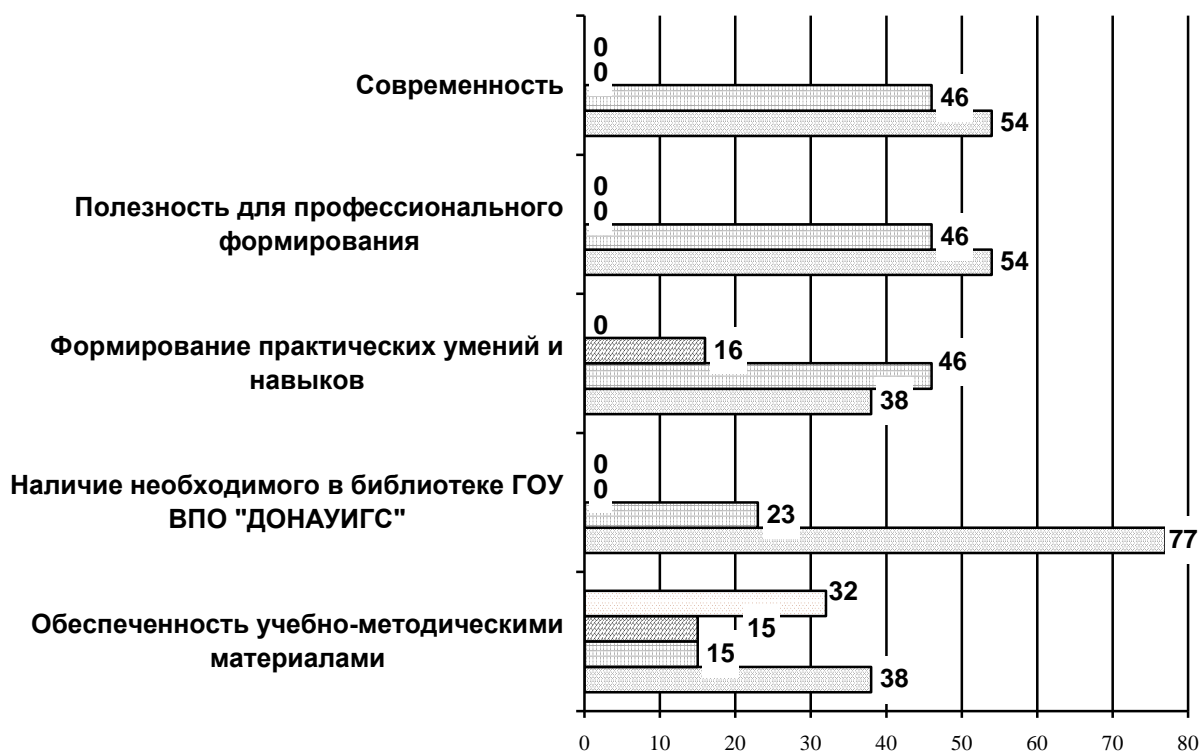 0
0
Современность
46
54
0
0
Полезность для профессионального
формирования
46
54
0
Формирование практических умений и
навыков
16
46
38
0
0
Наличие необходимого в библиотеке ГОУ
ВПО "ДОНАУИГС"
23
77
32
Обеспеченность учебно-методическими
материалами
15
15
38
0 10 20 30 40 50 60 70 80